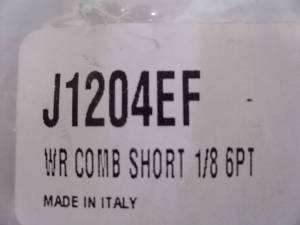 J1204EF
WR COMB SHORT 1/8 6PT
MADE IN ITALY